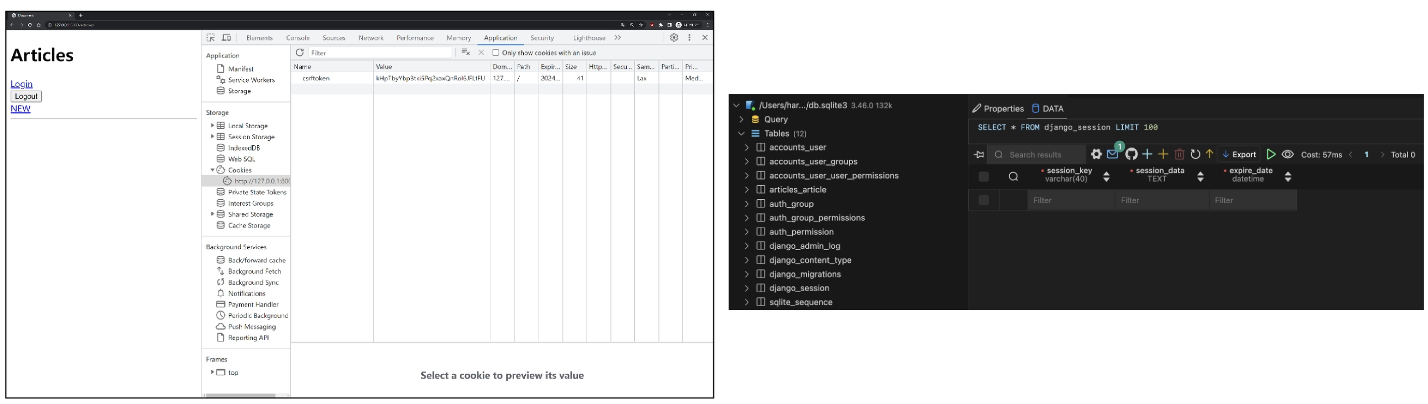 127.0.0.1
Articles
Login
Logout
NEW
Elements Console Sources Network Performance Memory Application Security Lighthouse
Application
Manifest
Service Workers
Storage
Storage
Local Storage
Session Storage
IndexedDB
Web SQL
Cookies
http://127.0.0.1:800
Private State Tokens
Interest Groups
Shared Storage
Cache Storage
Background Services
Back/forward cache
Background Fetch
Background Sync
Notifications
Payment Handler
Periodic Background
Push Messaging
Reporting API
Frames
top
Filter Only show cookies with an issue
Name Value Dom... Path Expir... Size Http... Secu... Sam... Parti... Pri...
csrftoken 127.... / 2024... 41 Lax Med...
Select a cookie to preview its value
/Users/har.../db.sqlite3 3.46.0 132k
Query
Tables (12)
accounts_user
accounts_user_groups
accounts_user_user_permissions
articles_article
auth_group
auth_group_permissions
auth_permission
django_admin_log
django_content_type
django_migrations
django_session
sqlite_sequence
Properties DATA
SELECT * FROM django_session LIMIT 100
Search results 1 Export Cost: 57ms 1 Total 0
session_key session_data expire_date
varchar(40) TEXT datetime
Filter Filter Filter